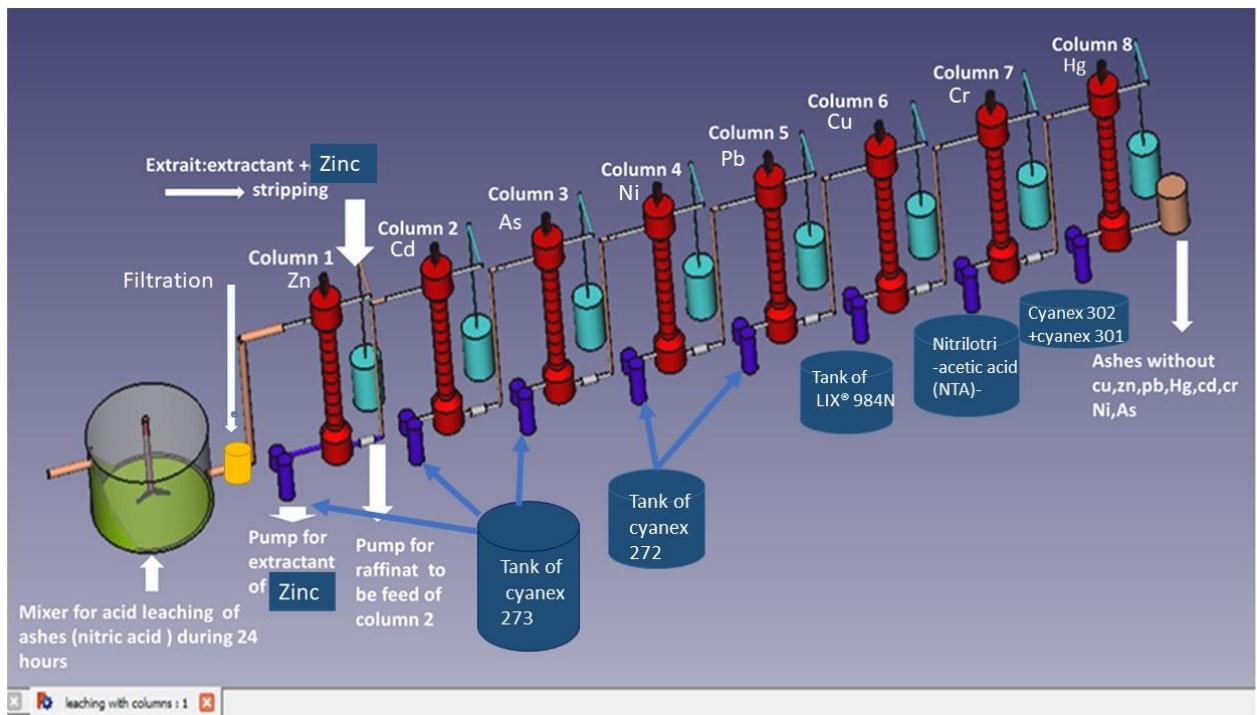 Column 8
Hg
Column 7
Cr
Column 6
Cu
Column 5
Pb
Column 4
Ni
Column 3
As
Column 2
Cd
Column 1
Zn
Extrait:extractant + Zinc
stripping
Filtration
Mixer for acid leaching of
ashes (nitric acid ) during 24
hours
Pump for
extractant
of Zinc
Pump for
raffinat to
be feed of
column 2
Tank of
cyanex
273
Tank of
cyanex
272
Tank of
LIX® 984N
Nitrilotri
-acetic acid
(NTA)-
Cyanex 302
+cyanex 301
Ashes without
cu,zn,pb,Hg,cd,cr
Ni,As
leaching with columns : 1